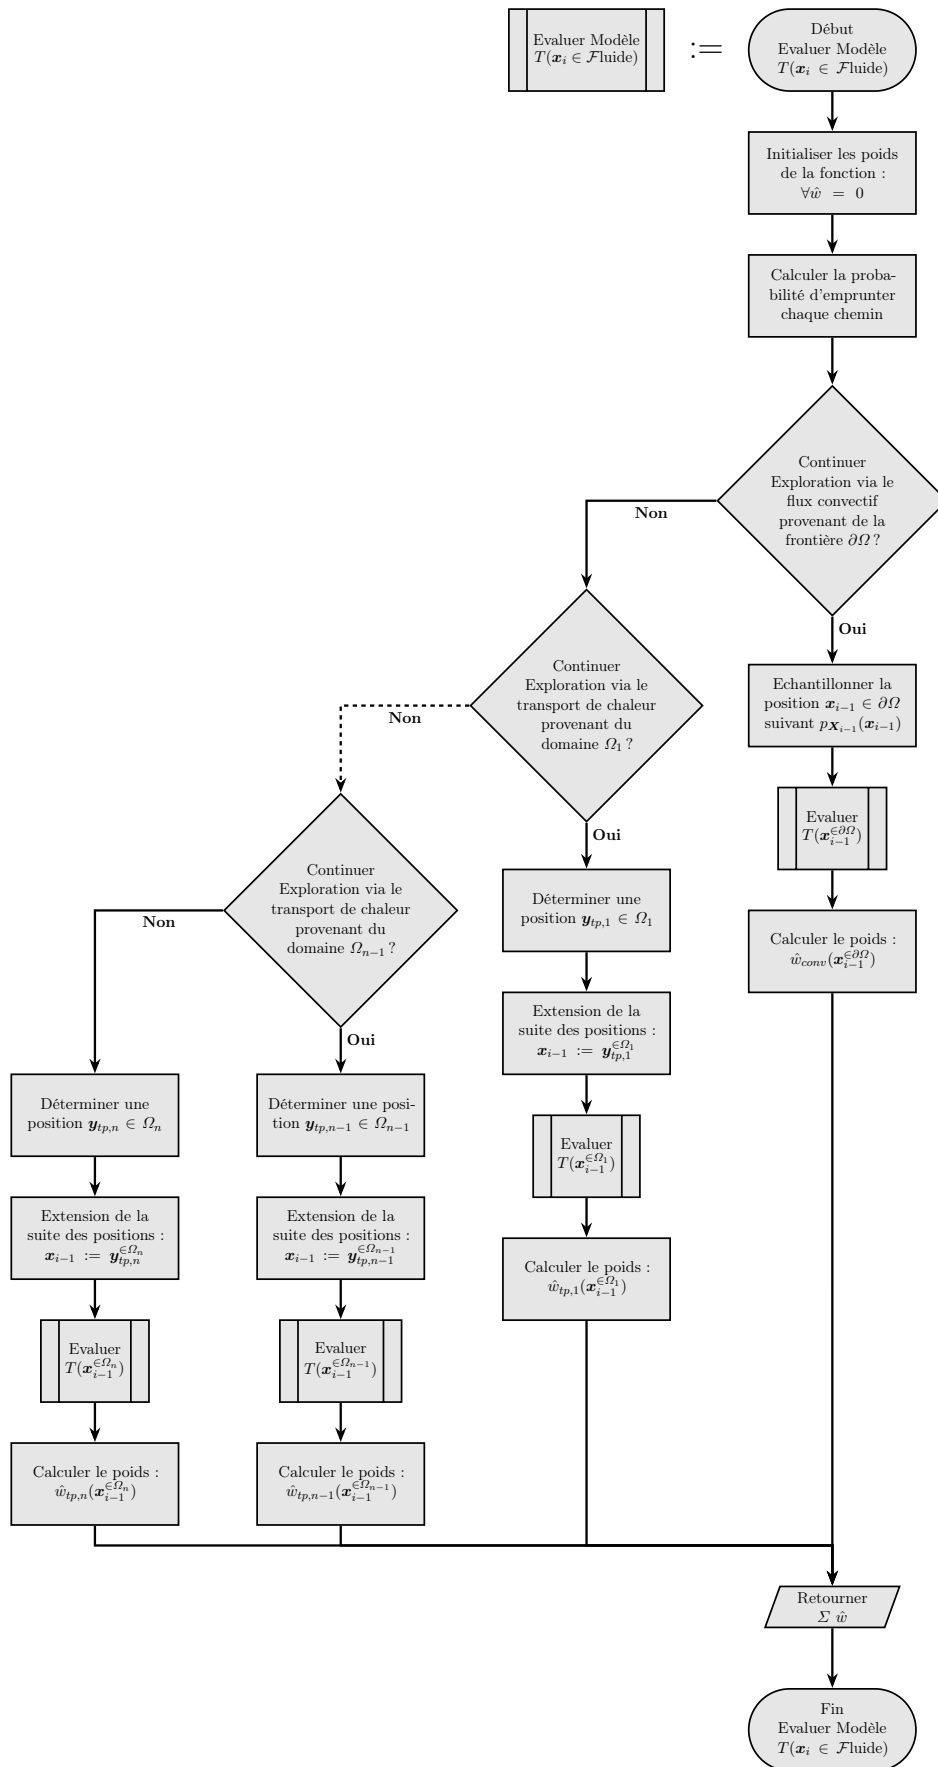 Evaluer Modèle
T(𝒙ᵢ ∈ ℱluide)
:=
Début
Evaluer Modèle
T(𝒙ᵢ ∈ ℱluide)
Initialiser les poids
de la fonction :
∀ŵ = 0
Calculer la proba-
bilité d'emprunter
chaque chemin
Continuer
Exploration via le
flux convectif
provenant de la
frontière ∂Ω ?
Non
Oui
Continuer
Exploration via le
transport de chaleur
provenant du
domaine Ω₁ ?
Non
Oui
Echantillonner la
position 𝒙_{i−1} ∈ ∂Ω
suivant p_{𝑿_{i−1}}(𝒙_{i−1})
Evaluer
T(𝒙_{i−1}^{∈∂Ω})
Calculer le poids :
ŵ_{conv}(𝒙_{i−1}^{∈∂Ω})
Continuer
Exploration via le
transport de chaleur
provenant du
domaine Ω_{n−1} ?
Non
Oui
Déterminer une
position 𝒚_{tp,1} ∈ Ω₁
Extension de la
suite des positions :
𝒙_{i−1} := 𝒚_{tp,1}^{∈Ω₁}
Evaluer
T(𝒙_{i−1}^{∈Ω₁})
Calculer le poids :
ŵ_{tp,1}(𝒙_{i−1}^{∈Ω₁})
Déterminer une
position 𝒚_{tp,n} ∈ Ω_n
Extension de la
suite des positions :
𝒙_{i−1} := 𝒚_{tp,n}^{∈Ω_n}
Evaluer
T(𝒙_{i−1}^{∈Ω_n})
Calculer le poids :
ŵ_{tp,n}(𝒙_{i−1}^{∈Ω_n})
Déterminer une posi-
tion 𝒚_{tp,n−1} ∈ Ω_{n−1}
Extension de la
suite des positions :
𝒙_{i−1} := 𝒚_{tp,n−1}^{∈Ω_{n−1}}
Evaluer
T(𝒙_{i−1}^{∈Ω_{n−1}})
Calculer le poids :
ŵ_{tp,n−1}(𝒙_{i−1}^{∈Ω_{n−1}})
Retourner
Σ ŵ
Fin
Evaluer Modèle
T(𝒙ᵢ ∈ ℱluide)